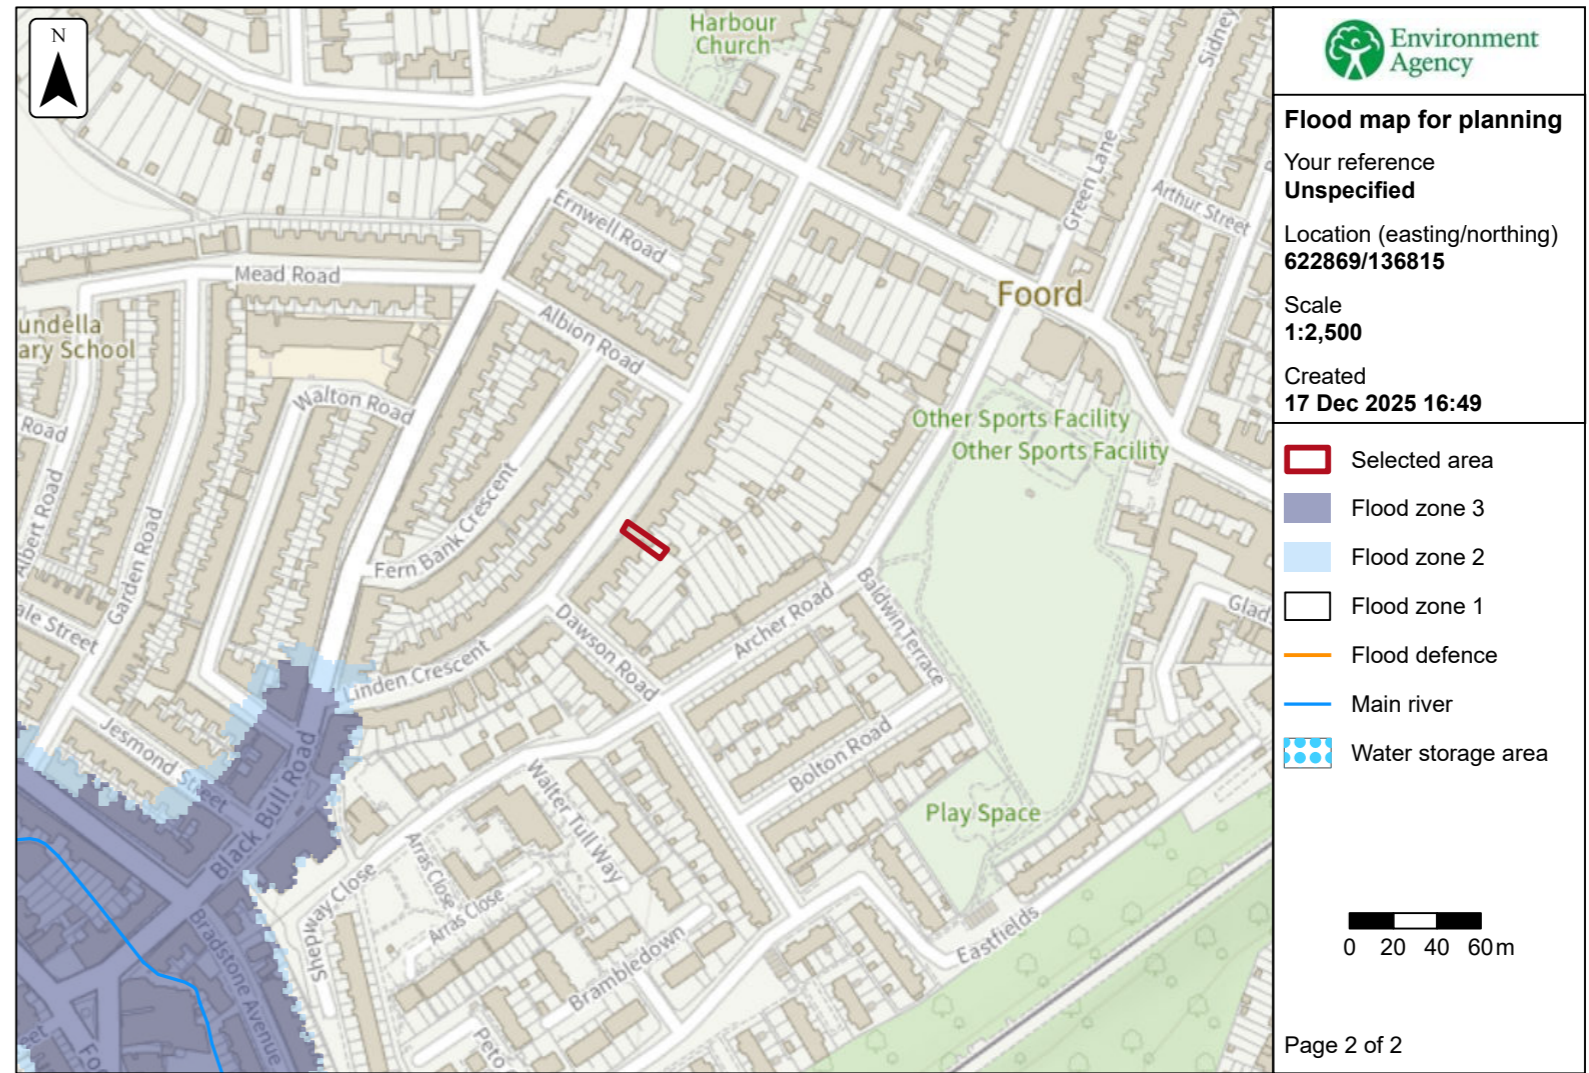 N
Harbour
Church
Sidney
Green Lane
Arthur Street
Ernwell Road
Mead Road
Foord
undella
ary School
Albion Road
Walton Road
Road
Other Sports Facility
Other Sports Facility
Albert Road
Garden Road
Fern Bank Crescent
ale Street
Archer Road
Baldwin Terrace
Glad
Dawson Road
Linden Crescent
Jesmond Street
Bolton Road
Black Bull Road
Walter Tull Way
Play Space
Arras Close
Arras Close
Shepway Close
Bradstone Avenue
Brambledown
Eastfields
Peto
Foo
eet
Environment
Agency
Flood map for planning
Your reference
Unspecified
Location (easting/northing)
622869/136815
Scale
1:2,500
Created
17 Dec 2025 16:49
Selected area
Flood zone 3
Flood zone 2
Flood zone 1
Flood defence
Main river
Water storage area
0 20 40 60m
Page 2 of 2